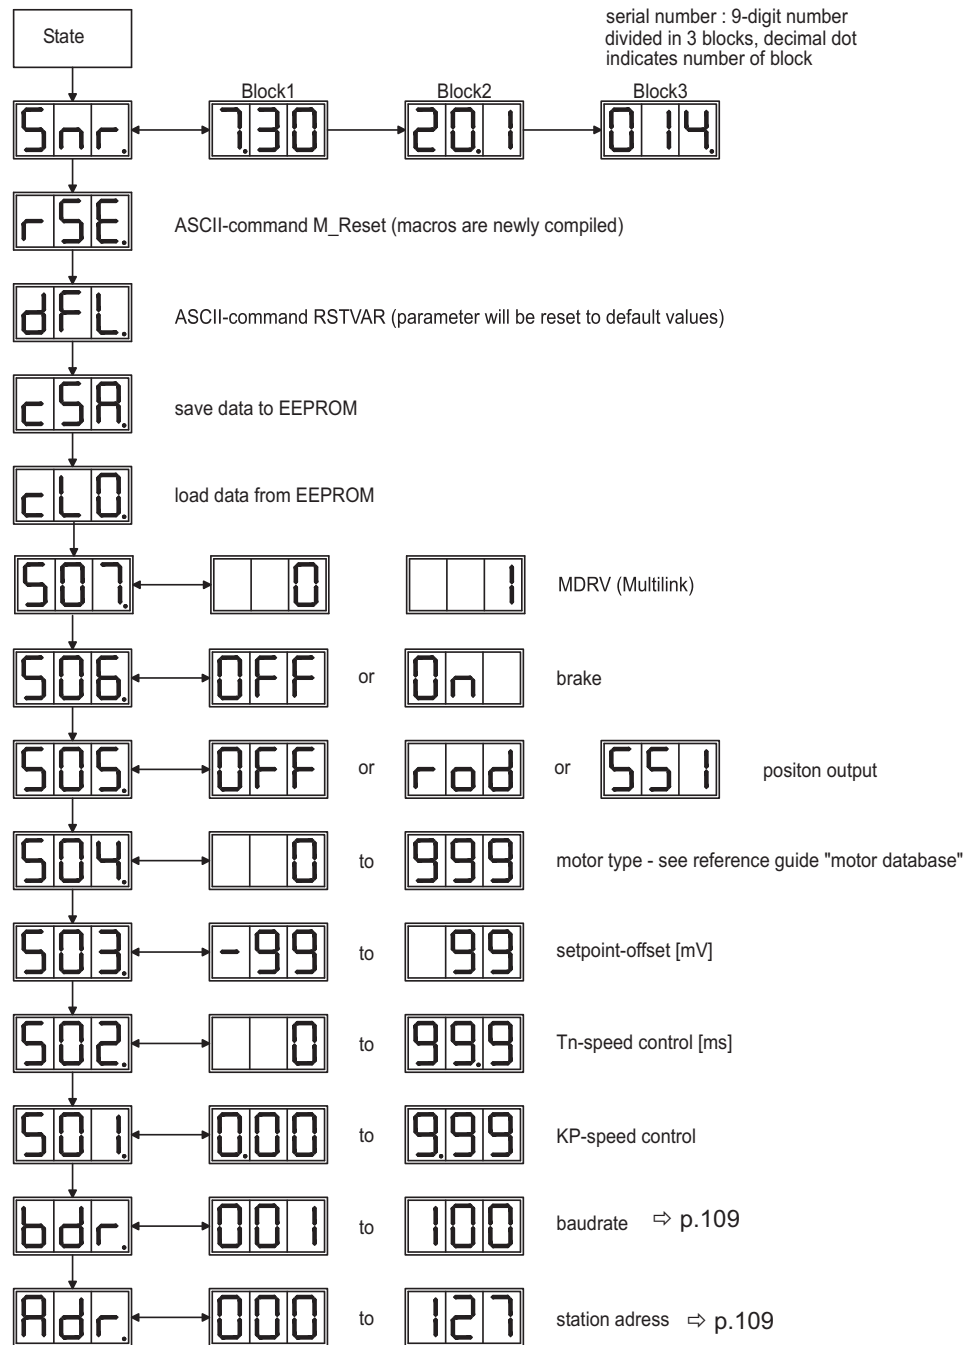 State
serial number : 9-digit number
divided in 3 blocks, decimal dot
indicates number of block
Block1 Block2 Block3
Snr. 7.30 20.1 014.
rSE. ASCII-command M_Reset (macros are newly compiled)
dFL. ASCII-command RSTVAR (parameter will be reset to default values)
cSA. save data to EEPROM
cL0. load data from EEPROM
S07. 0 1 MDRV (Multilink)
S06. OFF or On brake
S05. OFF or rod or SSI positon output
S04. 0 to 999 motor type - see reference guide "motor database"
S03. -99 to 99 setpoint-offset [mV]
S02. 0 to 99.9 Tn-speed control [ms]
S01. 0.00 to 9.99 KP-speed control
bdr. 001 to 100 baudrate ⇨ p.109
Adr. 000 to 127 station adress ⇨ p.109